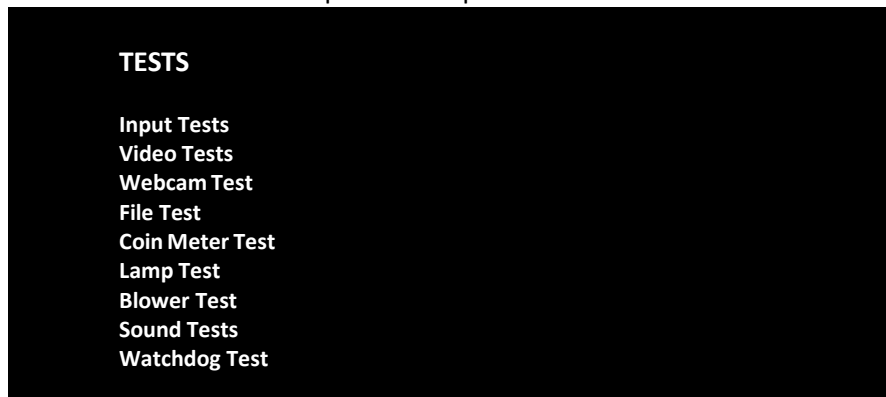 TESTS
Input Tests
Video Tests
Webcam Test
File Test
Coin Meter Test
Lamp Test
Blower Test
Sound Tests
Watchdog Test